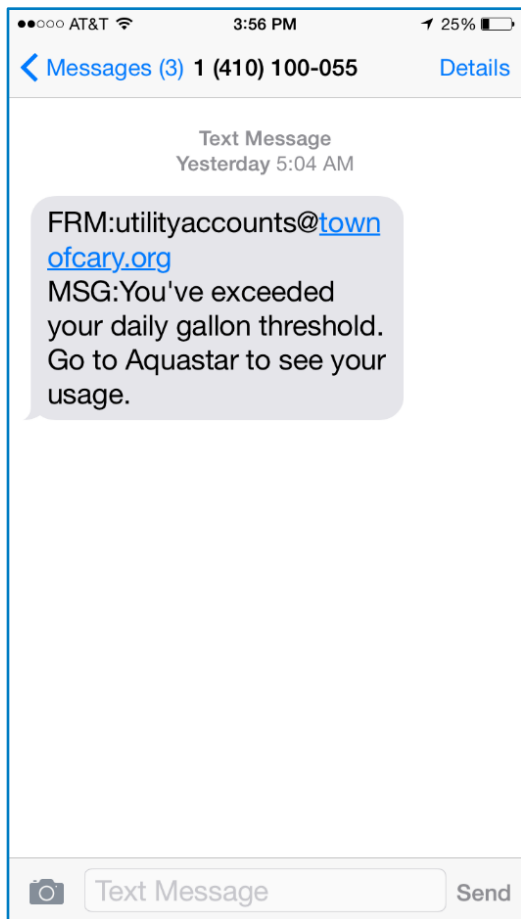 AT&T 3:56 PM 25%
Messages (3) 1 (410) 100-055 Details
Text Message
Yesterday 5:04 AM
FRM:utilityaccounts@town
ofcary.org
MSG:You've exceeded
your daily gallon threshold.
Go to Aquastar to see your
usage.
Text Message Send